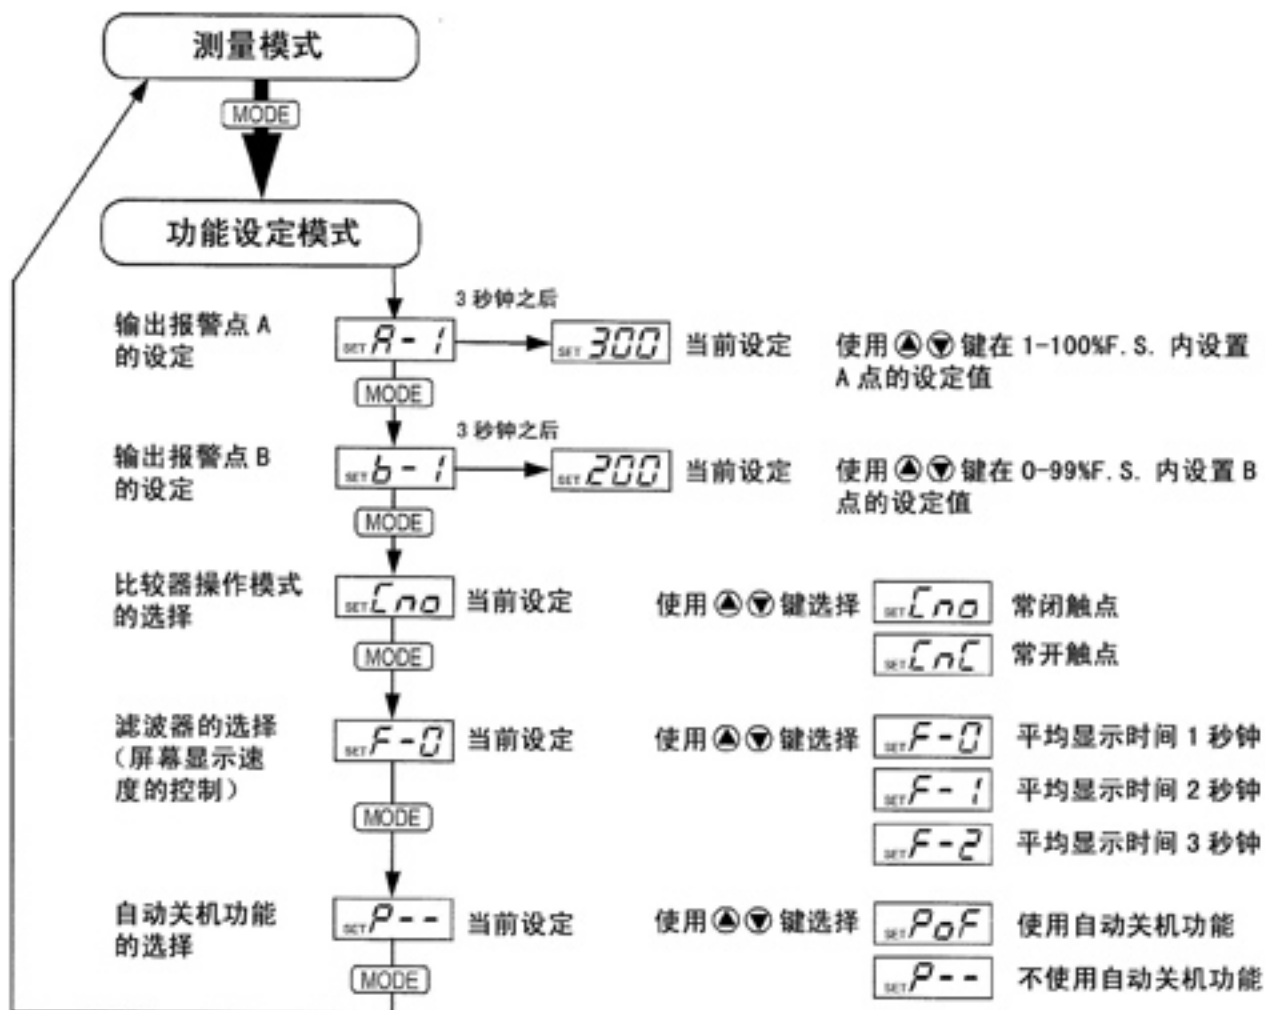 测量模式
MODE
功能设定模式
3 秒钟之后
输出报警点 A
的设定
SET A-1
SET 300
当前设定
使用 键在 1-100%F.S. 内设置
A 点的设定值
MODE
3 秒钟之后
输出报警点 B
的设定
SET b-1
SET 200
当前设定
使用 键在 0-99%F.S. 内设置 B
点的设定值
MODE
比较器操作模式
的选择
SET Cno
当前设定
使用 键选择
SET Cno
常闭触点
SET CnC
常开触点
MODE
滤波器的选择
（屏幕显示速
度的控制）
SET F-0
当前设定
使用 键选择
SET F-0
平均显示时间 1 秒钟
SET F-1
平均显示时间 2 秒钟
SET F-2
平均显示时间 3 秒钟
MODE
自动关机功能
的选择
SET P--
当前设定
使用 键选择
SET PoF
使用自动关机功能
SET P--
不使用自动关机功能
MODE